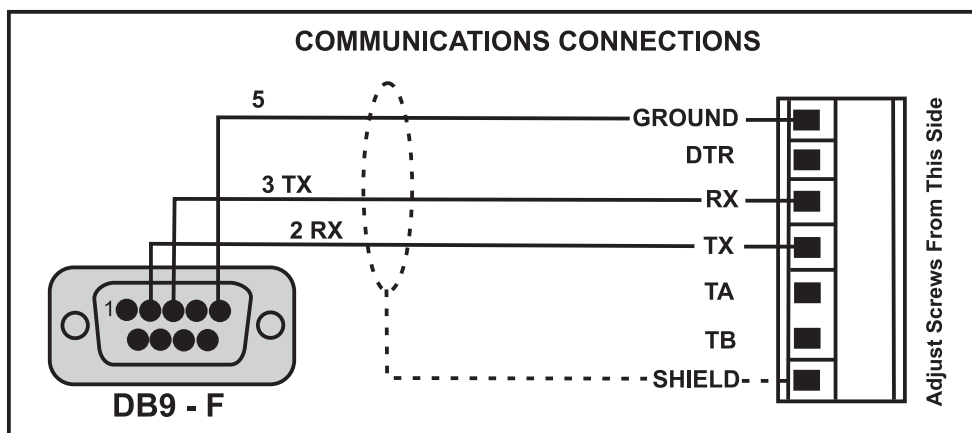 COMMUNICATIONS CONNECTIONS
5
GROUND
DTR
3 TX
RX
2 RX
TX
1
TA
TB
SHIELD
DB9 - F
Adjust Screws From This Side